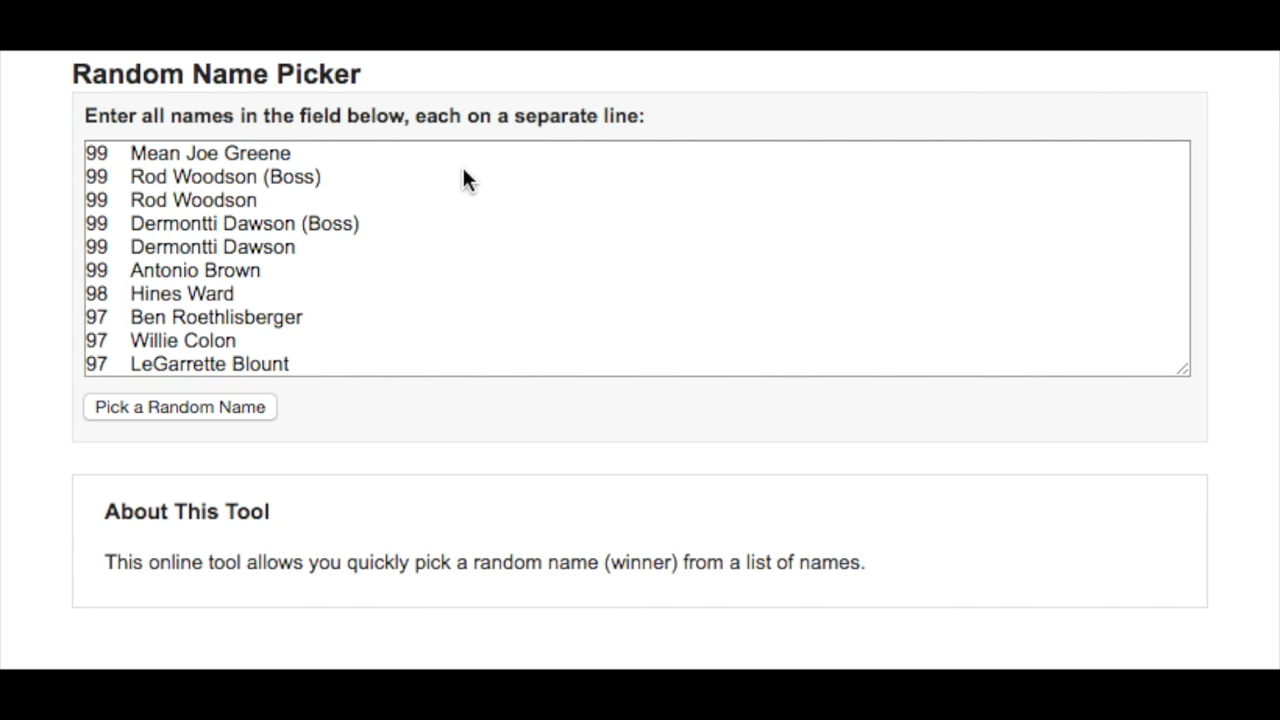 Random Name Picker
Enter all names in the field below, each on a separate line:
99 Mean Joe Greene
99 Rod Woodson (Boss)
99 Rod Woodson
99 Dermontti Dawson (Boss)
99 Dermontti Dawson
99 Antonio Brown
98 Hines Ward
97 Ben Roethlisberger
97 Willie Colon
97 LeGarrette Blount
Pick a Random Name
About This Tool
This online tool allows you quickly pick a random name (winner) from a list of names.